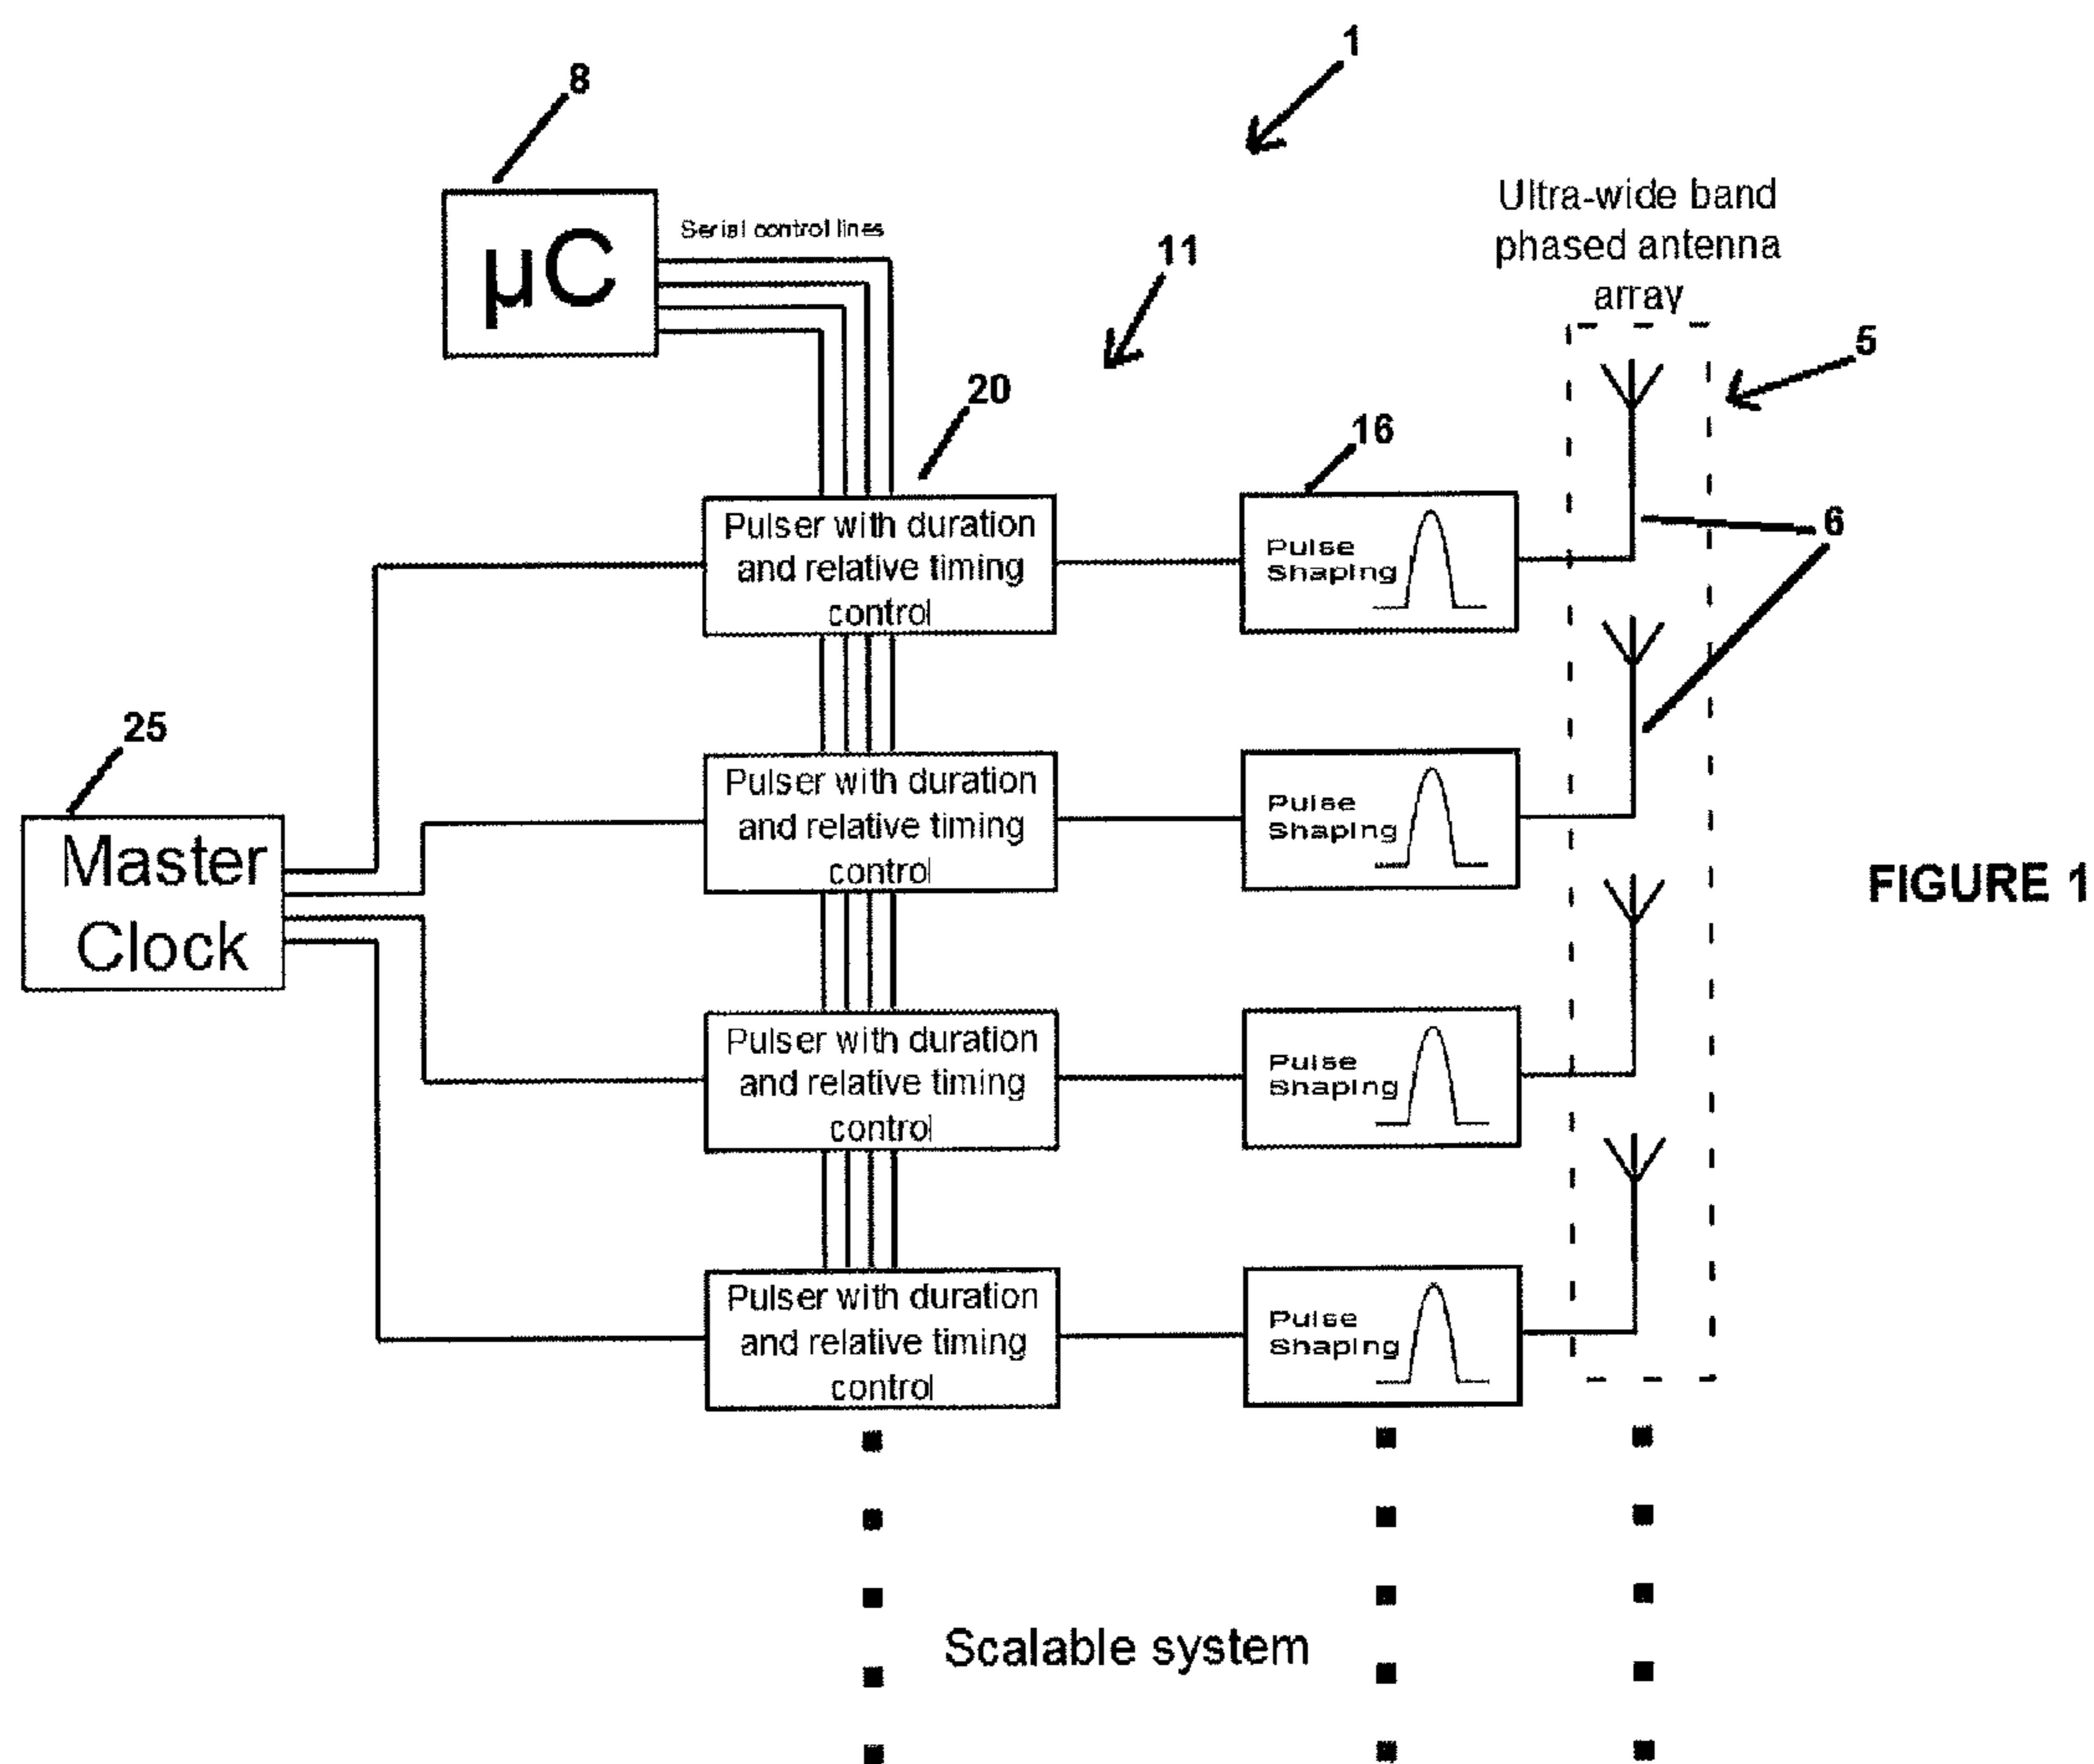 1
8
Ultra-wide band
phased antenna
array
µC
Serial control lines
11
5
20
16
Pulser with duration
and relative timing
control
Pulse
Shaping
6
25
Pulser with duration
and relative timing
control
Pulse
Shaping
Master
Clock
FIGURE 1
Pulser with duration
and relative timing
control
Pulse
Shaping
Pulser with duration
and relative timing
control
Pulse
Shaping
Scalable system